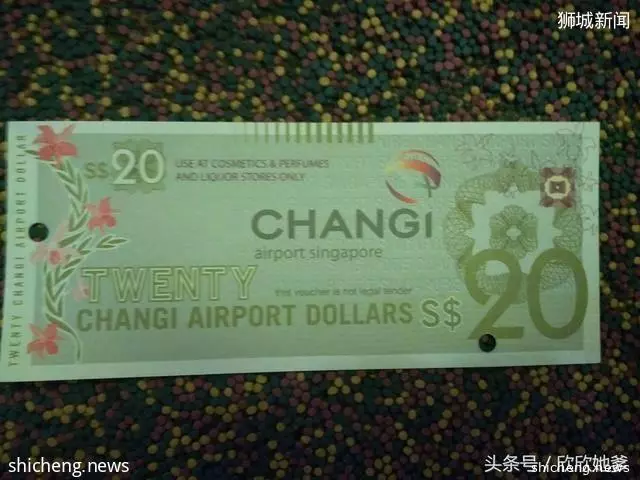 狮城新闻
TWENTY CHANGI AIRPORT DOLLAR
S$20
USE AT COSMETICS & PERFUMES
AND LIQUOR STORES ONLY
CHANGI
airport singapore
TWENTY
this voucher is not legal tender
CHANGI AIRPORT DOLLARS S$20
shicheng.news
头条号 / 欣欣她爹
shicheng.news